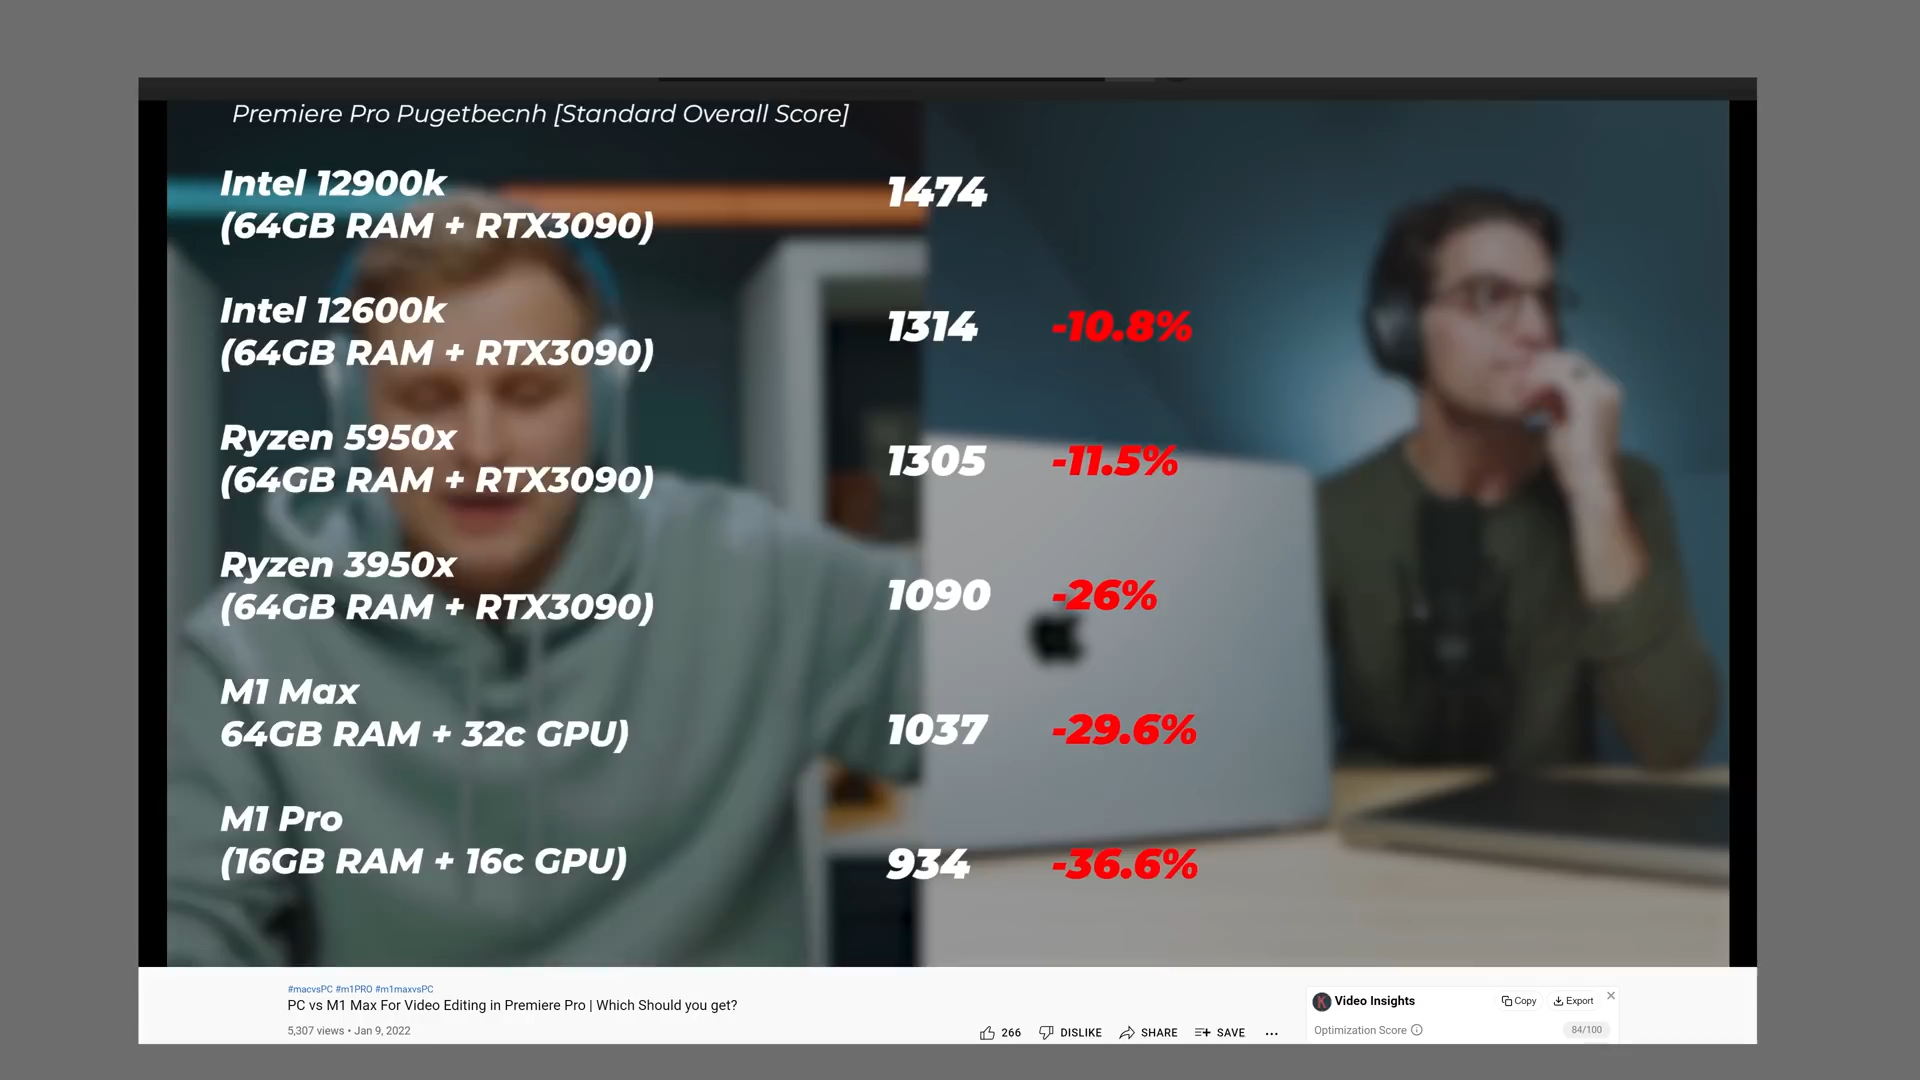 Premiere Pro Pugetbecnh [Standard Overall Score]
Intel 12900k
(64GB RAM + RTX3090)
1474
Intel 12600k
(64GB RAM + RTX3090)
1314 -10.8%
Ryzen 5950x
(64GB RAM + RTX3090)
1305 -11.5%
Ryzen 3950x
(64GB RAM + RTX3090)
1090 -26%
M1 Max
64GB RAM + 32c GPU)
1037 -29.6%
M1 Pro
(16GB RAM + 16c GPU)
934 -36.6%
#macvsPC #m1PRO #m1maxvsPC
PC vs M1 Max For Video Editing in Premiere Pro | Which Should you get?
5,307 views • Jan 9, 2022
266 DISLIKE SHARE SAVE ...
K Video Insights Copy Export
Optimization Score 84/100